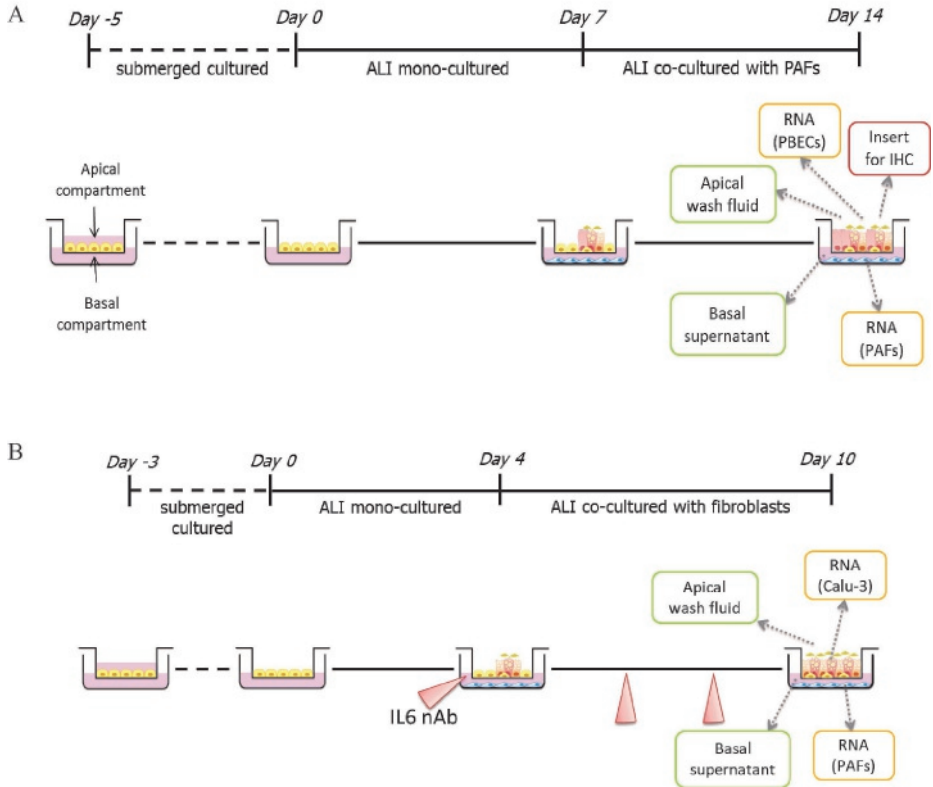 A
Day -5
Day 0
Day 7
Day 14
submerged cultured
ALI mono-cultured
ALI co-cultured with PAFs
RNA
(PBECs)
Insert
for IHC
Apical
wash fluid
Apical
compartment
Basal
compartment
Basal
supernatant
RNA
(PAFs)
B
Day -3
Day 0
Day 4
Day 10
submerged
cultured
ALI mono-cultured
ALI co-cultured with fibroblasts
RNA
(Calu-3)
Apical
wash fluid
IL6 nAb
Basal
supernatant
RNA
(PAFs)